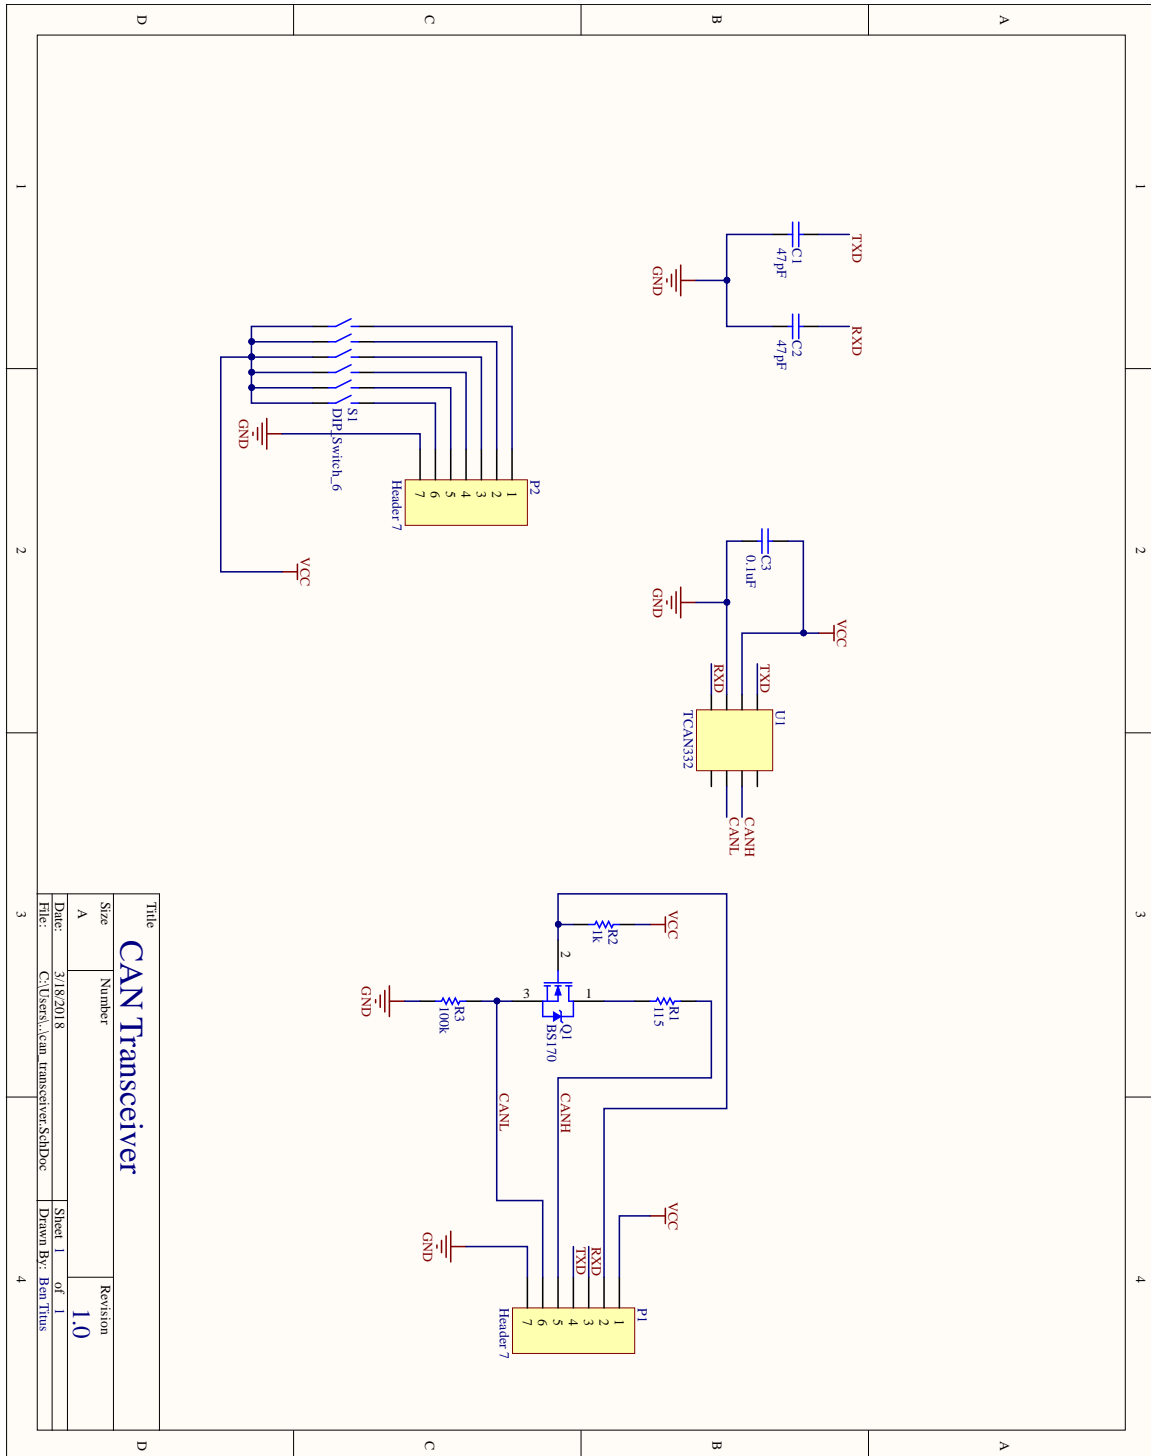 1
2
3
4
A
A
B
B
C
C
D
D
1
2
3
4
TXD
C1
47pF
RXD
C2
47pF
GND
VCC
C3
0.1uF
GND
TXD
RXD
U1
TCAN332
CANH
CANL
VCC
R2
1k
R1
115
1
2
3
Q1
BS170
R3
100k
GND
CANH
CANL
VCC
RXD
TXD
GND
P1
1
2
3
4
5
6
7
Header 7
P2
1
2
3
4
5
6
7
Header 7
S1
DIP_Switch_6
GND
VCC
Title
CAN Transceiver
Size
A
Number
Revision
1.0
Date: 3/18/2018 Sheet 1 of 1
File: C:\Users\..\can_transceiver.SchDoc Drawn By: Ben Titus